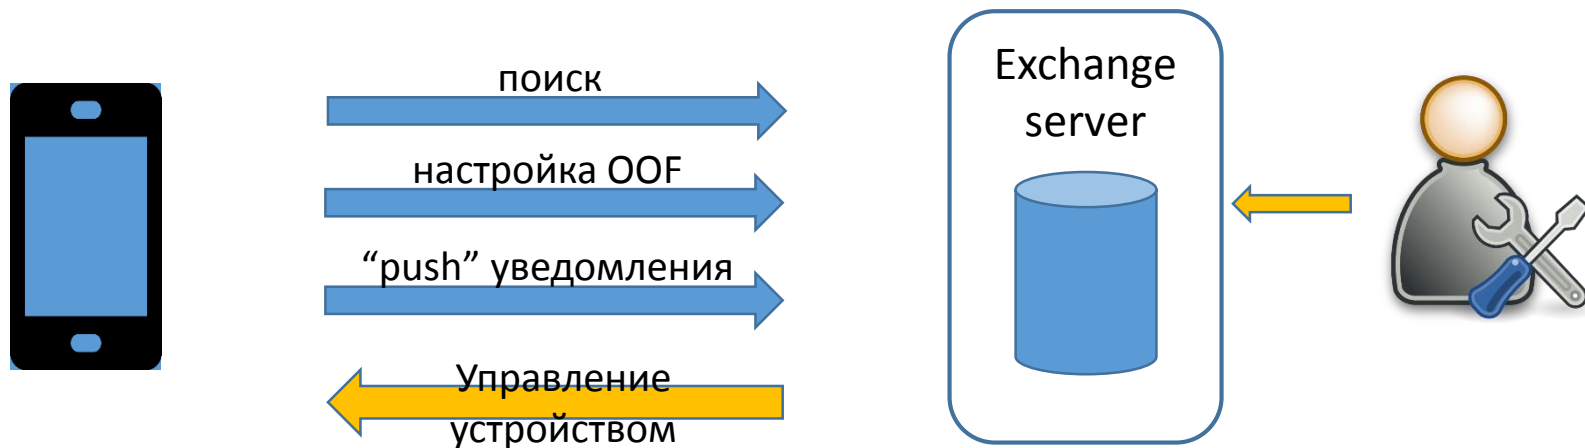 поиск
настройка OOF
“push” уведомления
Управление
устройством
Exchange
server